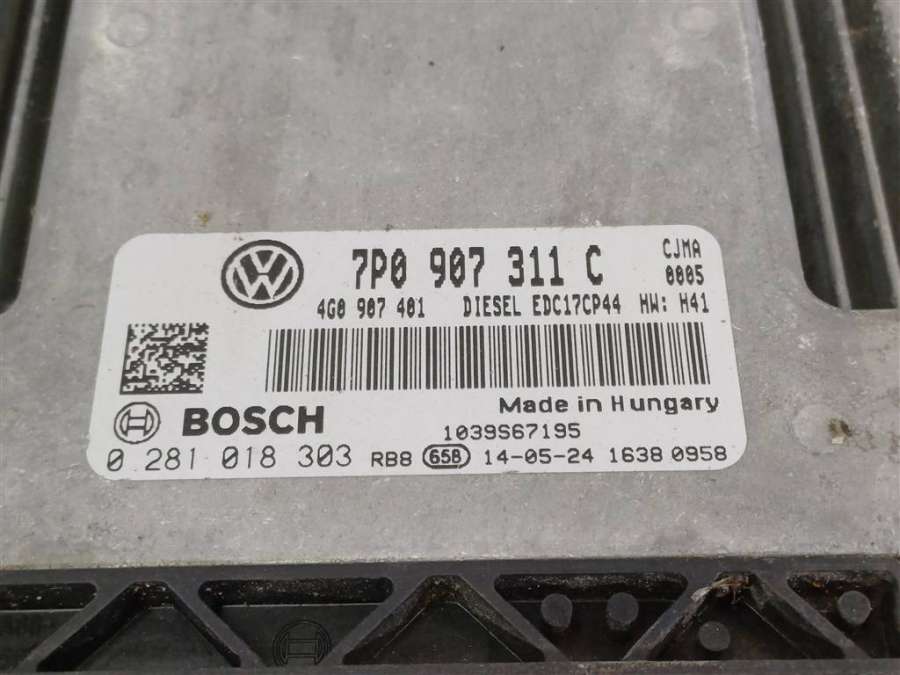 7P0 907 311 C
CJMA
0005
4G0 907 401 DIESEL EDC17CP44 HW: H41
BOSCH
Made in Hungary
1039S67195
0 281 018 303 RB8 658 14-05-24 1638 0958